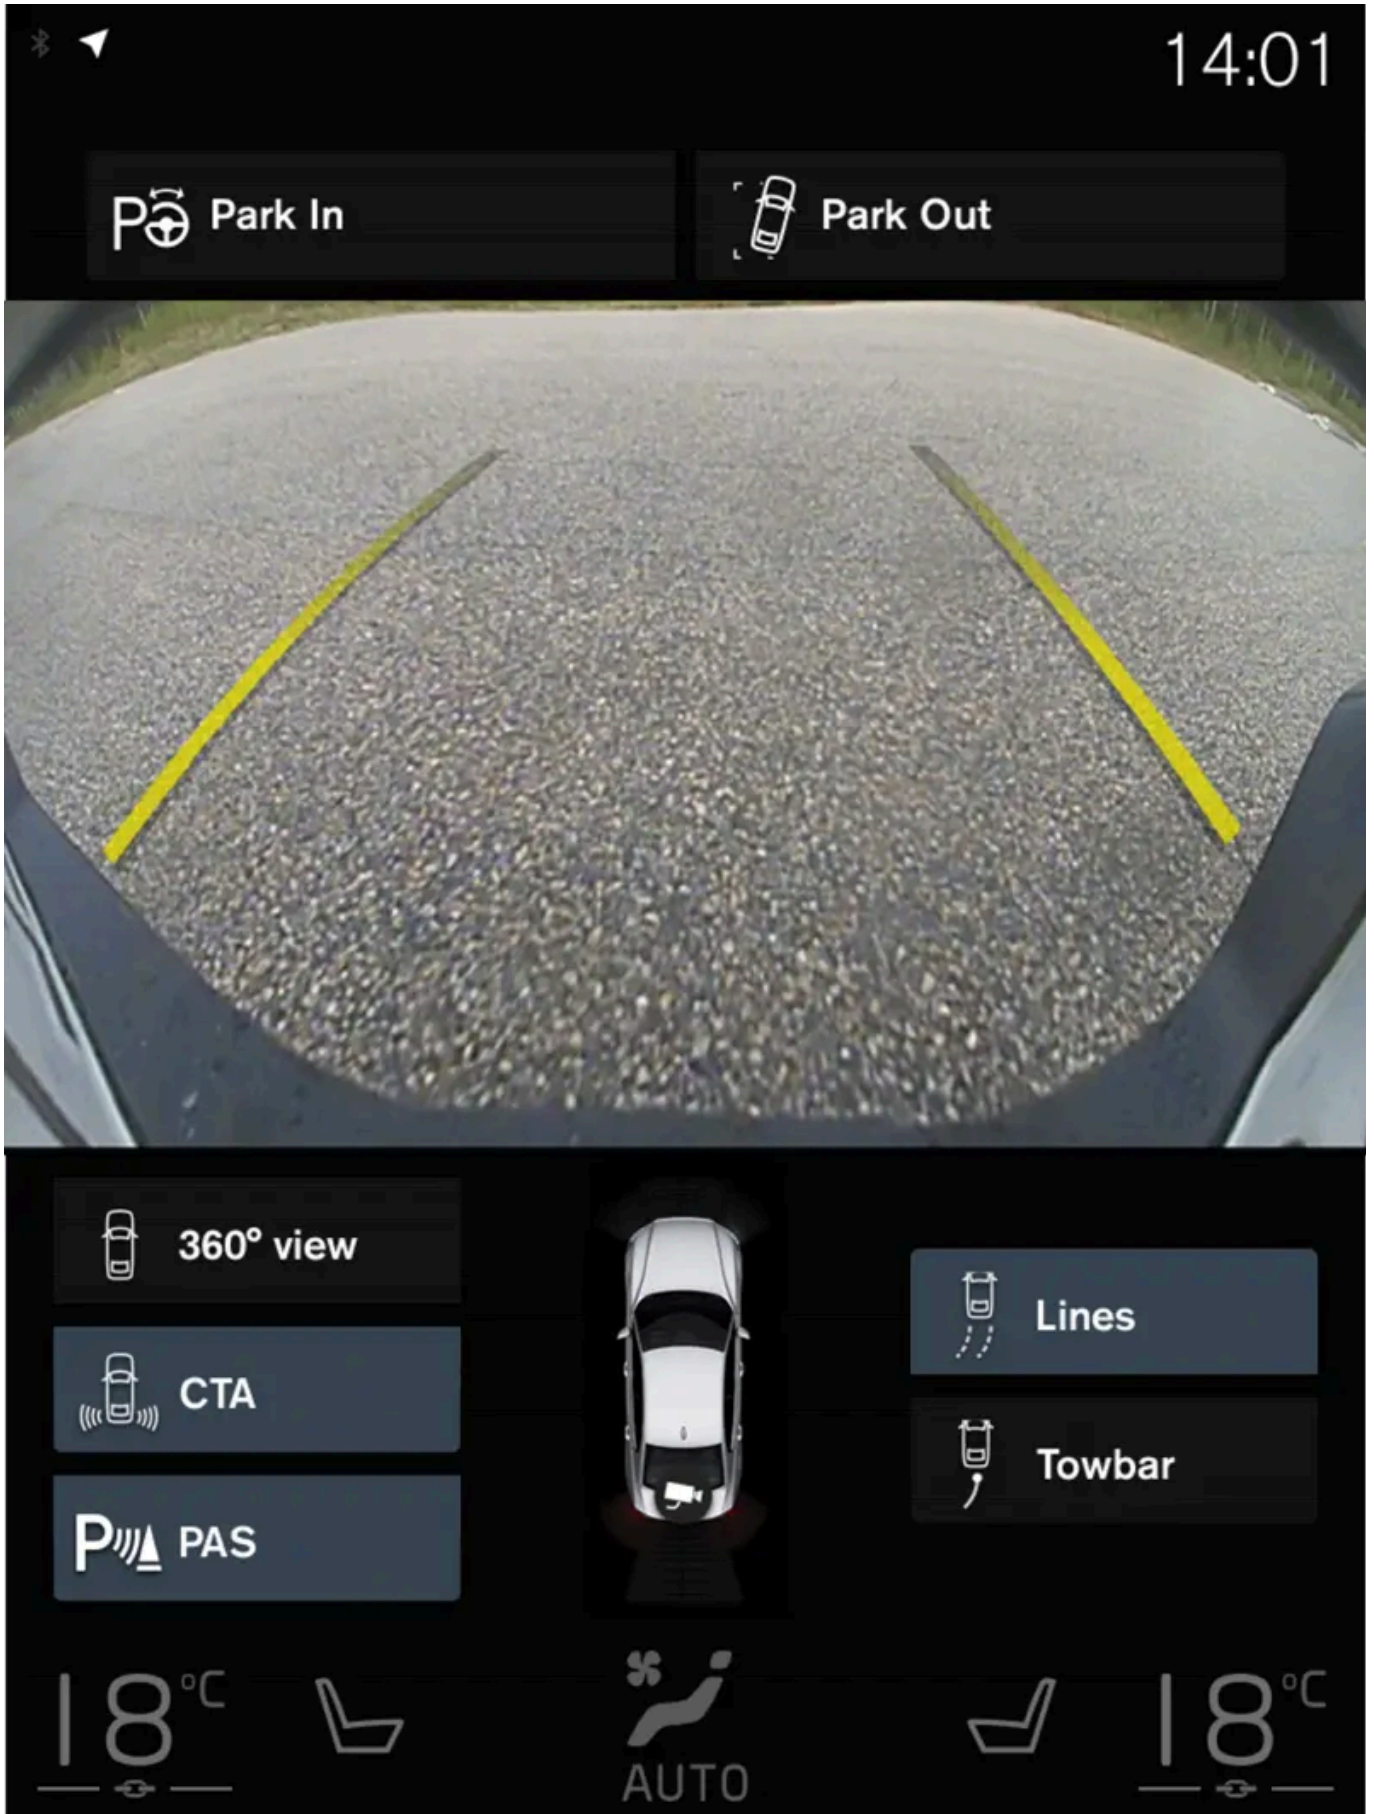 14:01
Park In
Park Out
360° view
CTA
Lines
PAS
Towbar
18°C
AUTO
18°C